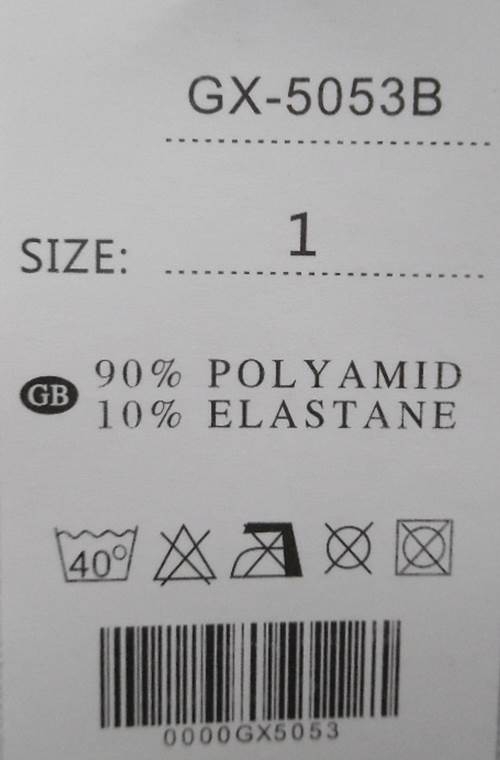 GX-5053B
SIZE: 1
GB 90% POLYAMID
10% ELASTANE
40°
0000GX5053